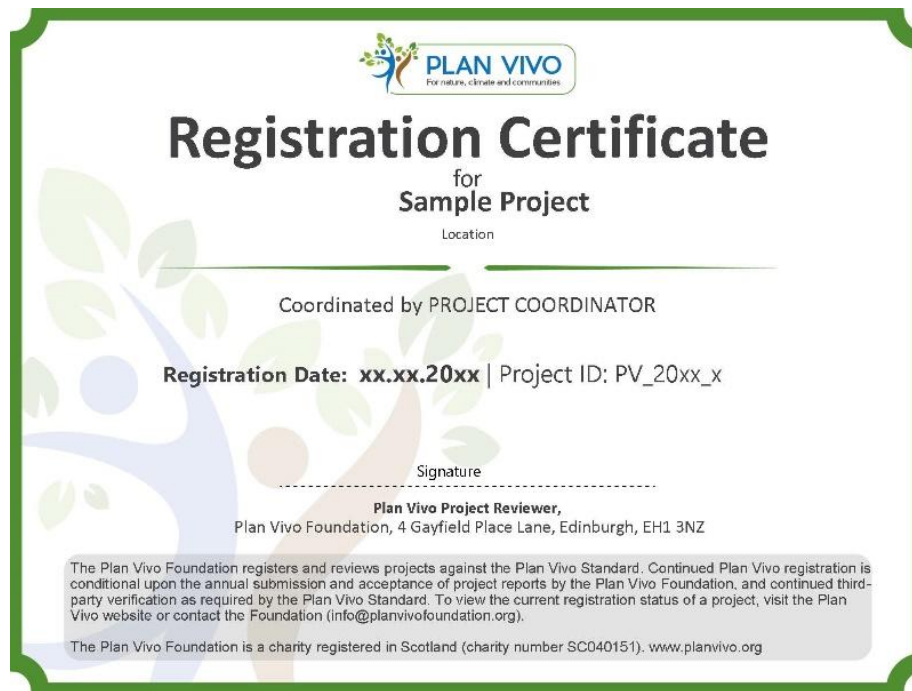 PLAN VIVO
For nature, climate and communities
Registration Certificate
for
Sample Project
Location
Coordinated by PROJECT COORDINATOR
Registration Date: xx.xx.20xx | Project ID: PV_20xx_x
Signature
Plan Vivo Project Reviewer,
Plan Vivo Foundation, 4 Gayfield Place Lane, Edinburgh, EH1 3NZ
The Plan Vivo Foundation registers and reviews projects against the Plan Vivo Standard. Continued Plan Vivo registration is
conditional upon the annual submission and acceptance of project reports by the Plan Vivo Foundation, and continued third-
party verification as required by the Plan Vivo Standard. To view the current registration status of a project, visit the Plan
Vivo website or contact the Foundation (info@planvivofoundation.org).
The Plan Vivo Foundation is a charity registered in Scotland (charity number SC040151). www.planvivo.org